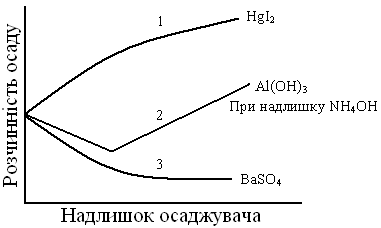 Розчинність осаду
1
HgI₂
Al(OH)₃
При надлишку NH₄OH
2
3
BaSO₄
Надлишок осаджувача